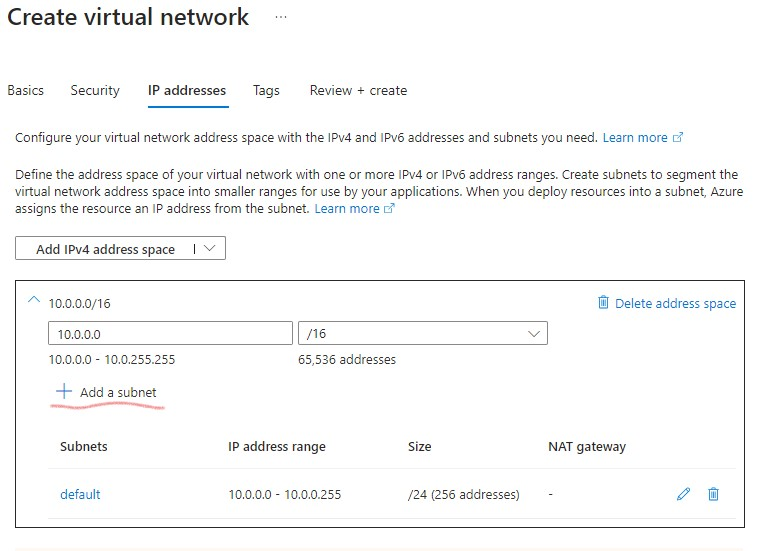 Create virtual network ...
Basics Security IP addresses Tags Review + create
Configure your virtual network address space with the IPv4 and IPv6 addresses and subnets you need. Learn more
Define the address space of your virtual network with one or more IPv4 or IPv6 address ranges. Create subnets to segment the
virtual network address space into smaller ranges for use by your applications. When you deploy resources into a subnet, Azure
assigns the resource an IP address from the subnet. Learn more
Add IPv4 address space |
10.0.0.0/16 Delete address space
10.0.0.0 /16
10.0.0.0 - 10.0.255.255 65,536 addresses
+ Add a subnet
Subnets IP address range Size NAT gateway
default 10.0.0.0 - 10.0.0.255 /24 (256 addresses) -